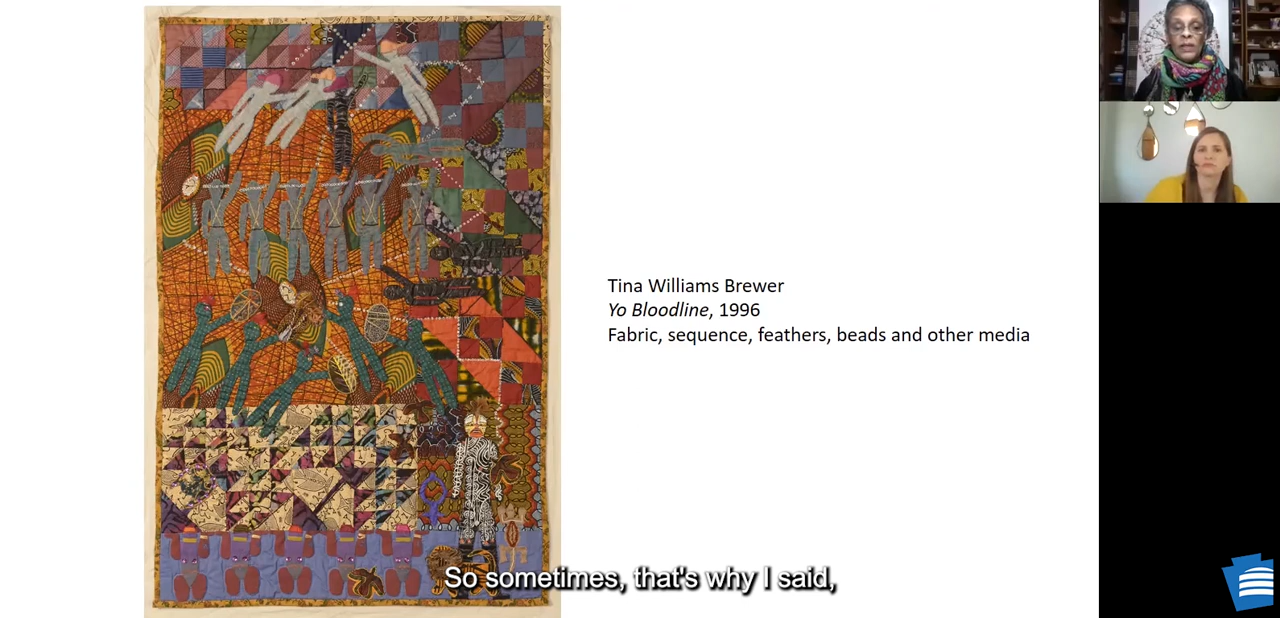 Tina Williams Brewer
Yo Bloodline, 1996
Fabric, sequence, feathers, beads and other media
So sometimes, that's why I said,